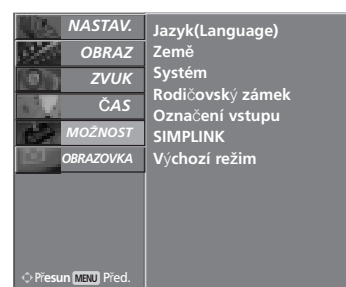 NASTAV.
OBRAZ
ZVUK
ČAS
MOŽNOST
OBRAZOVKA
Jazyk(Language)
Země
Systém
Rodičovský zámek
Označení vstupu
SIMPLINK
Výchozí režim
Přesun MENU Před.